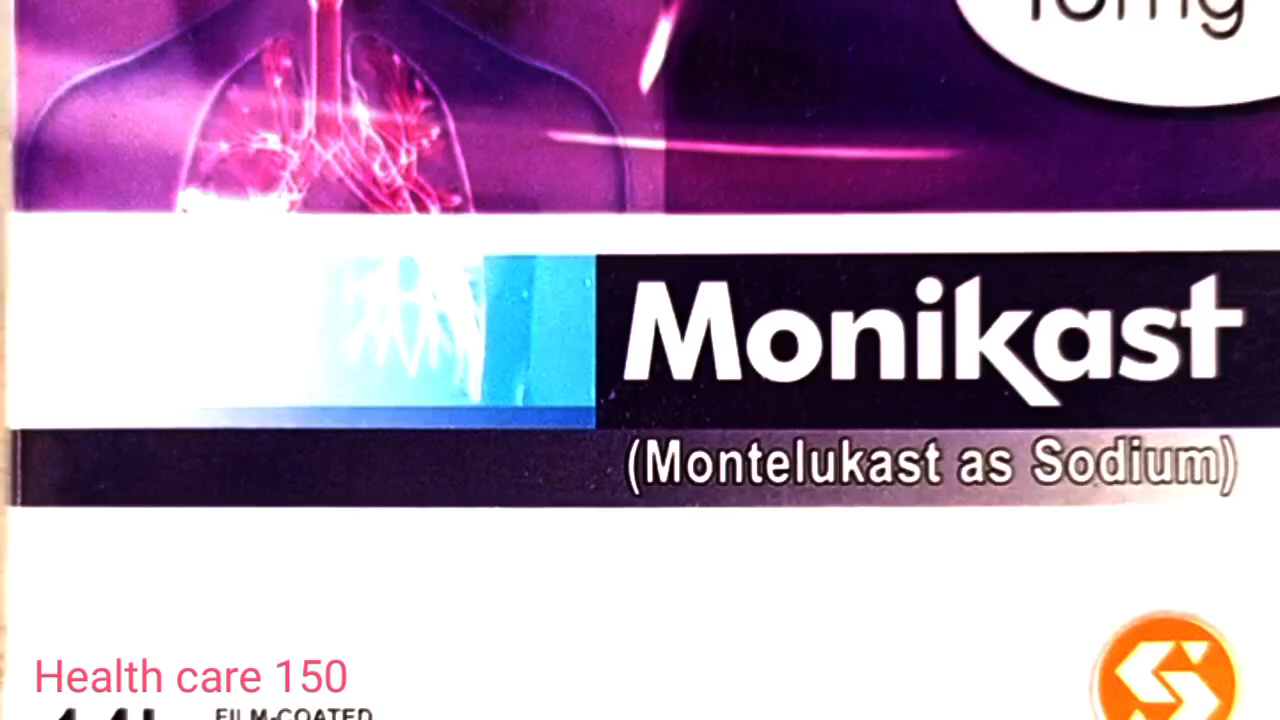 10mg
Monikast
(Montelukast as Sodium)
Health care 150
FILM-COATED